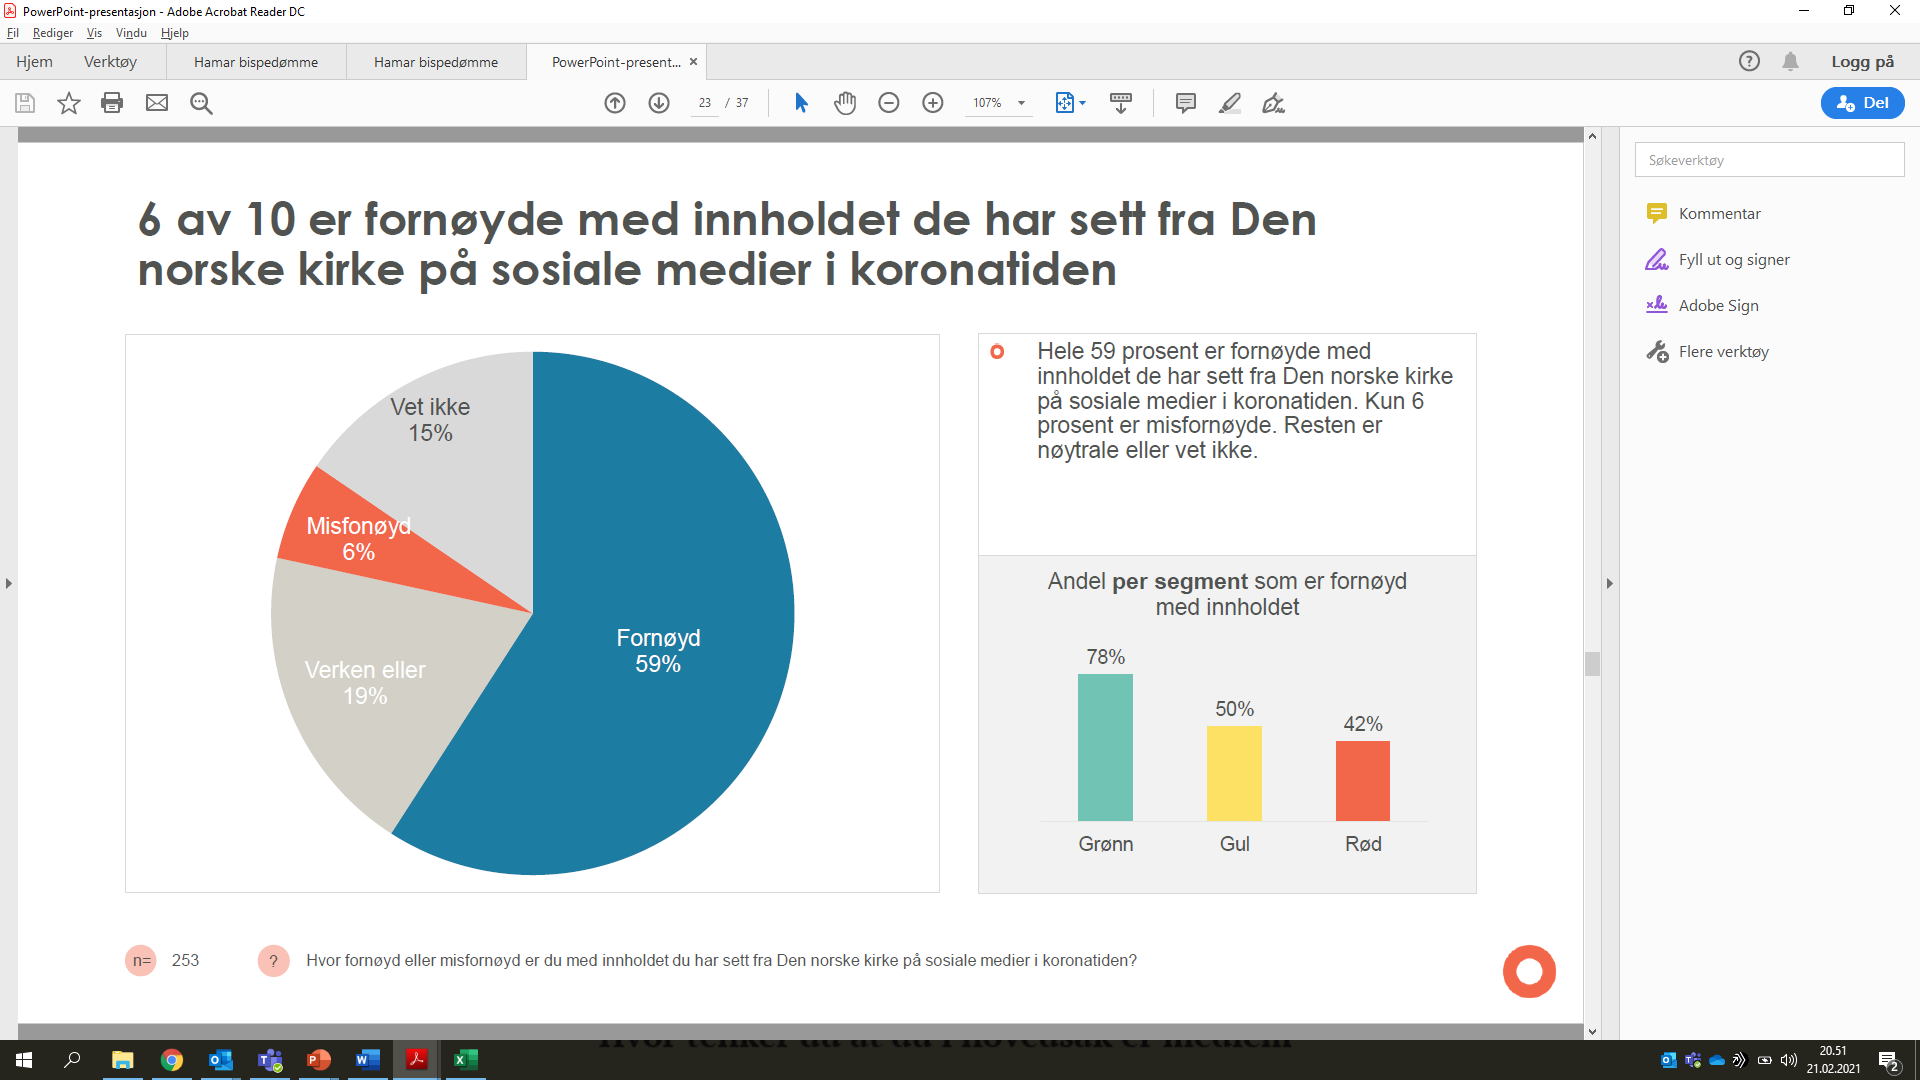 PowerPoint-presentasjon - Adobe Acrobat Reader DC
Fil Rediger Vis Vindu Hjelp
Hjem Verktøy Hamar bispedømme Hamar bispedømme PowerPoint-present... Logg på
23 / 37 107% Del
Søkeverktøy
Kommentar
Fyll ut og signer
Adobe Sign
Flere verktøy
6 av 10 er fornøyde med innholdet de har sett fra Den
norske kirke på sosiale medier i koronatiden
Vet ikke
15%
Misfonøyd
6%
Verken eller
19%
Fornøyd
59%
Hele 59 prosent er fornøyde med
innholdet de har sett fra Den norske kirke
på sosiale medier i koronatiden. Kun 6
prosent er misfornøyde. Resten er
nøytrale eller vet ikke.
Andel per segment som er fornøyd
med innholdet
78%
50%
42%
Grønn Gul Rød
n= 253 ? Hvor fornøyd eller misfornøyd er du med innholdet du har sett fra Den norske kirke på sosiale medier i koronatiden?
20.51
21.02.2021
2